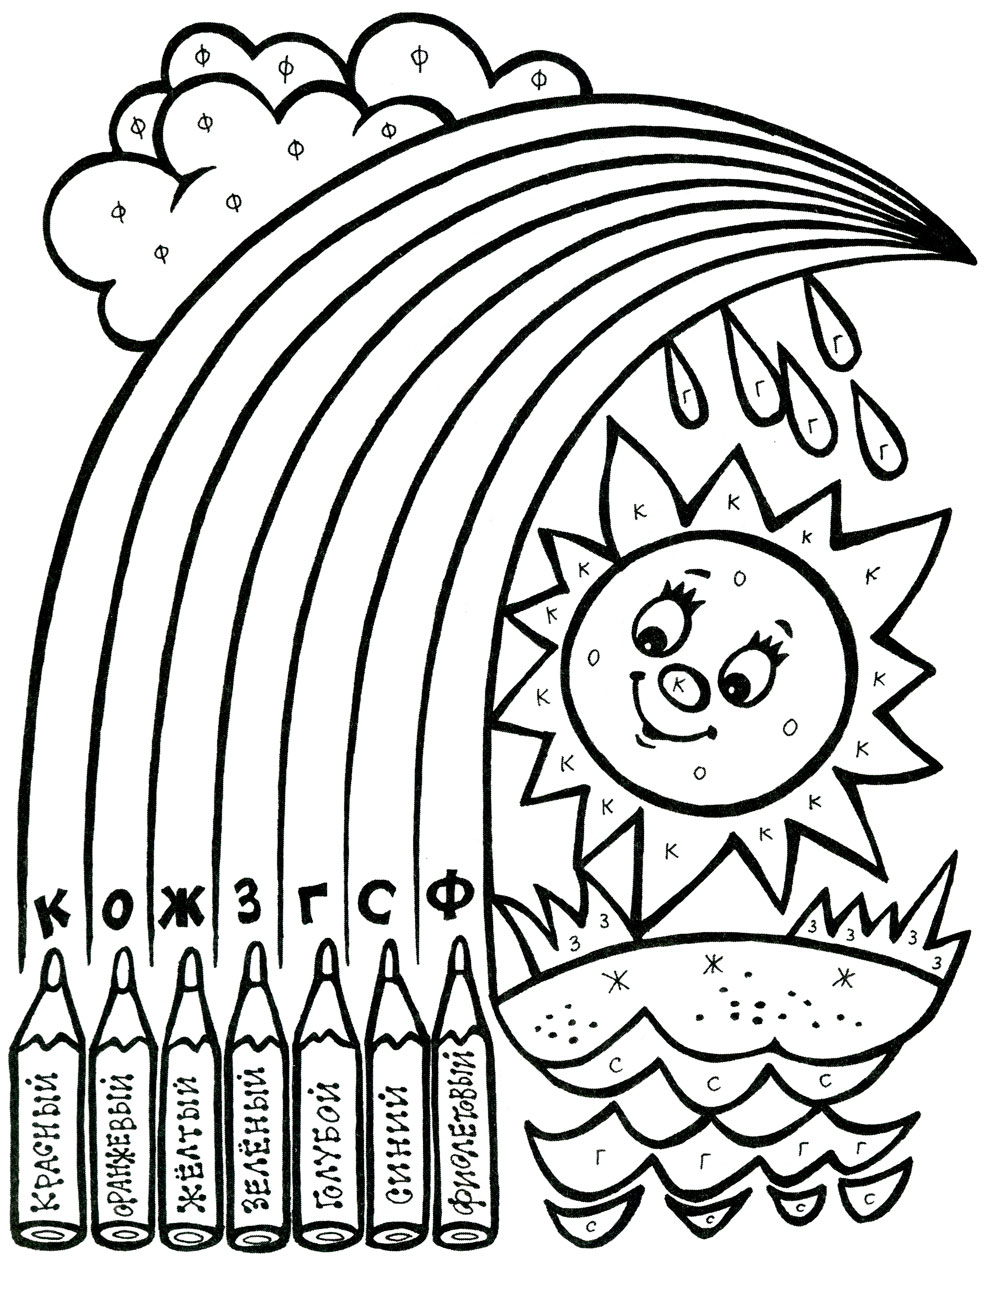 Ф Ф Ф Ф
Ф Ф Ф Ф
Ф Ф
Ф
Г
Г Г
Г
Г
К К К
К О К
К
О К К
К О
К
К О
К К
К К
К О Ж З Г С Ф
З З З З З З
Ж Ж Ж
С С С
Г Г Г Г
С С С С
КРАСНЫЙ
ОРАНЖЕВЫЙ
ЖЁЛТЫЙ
ЗЕЛЁНЫЙ
ГОЛУБОЙ
СИНИЙ
ФИОЛЕТОВЫЙ